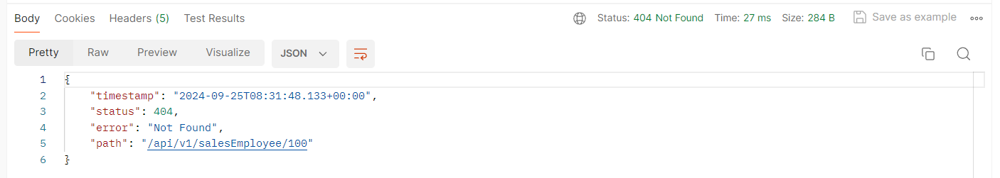 Body Cookies Headers (5) Test Results Status: 404 Not Found Time: 27 ms Size: 284 B Save as example
Pretty Raw Preview Visualize JSON
1 {
2 "timestamp": "2024-09-25T08:31:48.133+00:00",
3 "status": 404,
4 "error": "Not Found",
5 "path": "/api/v1/salesEmployee/100"
6 }